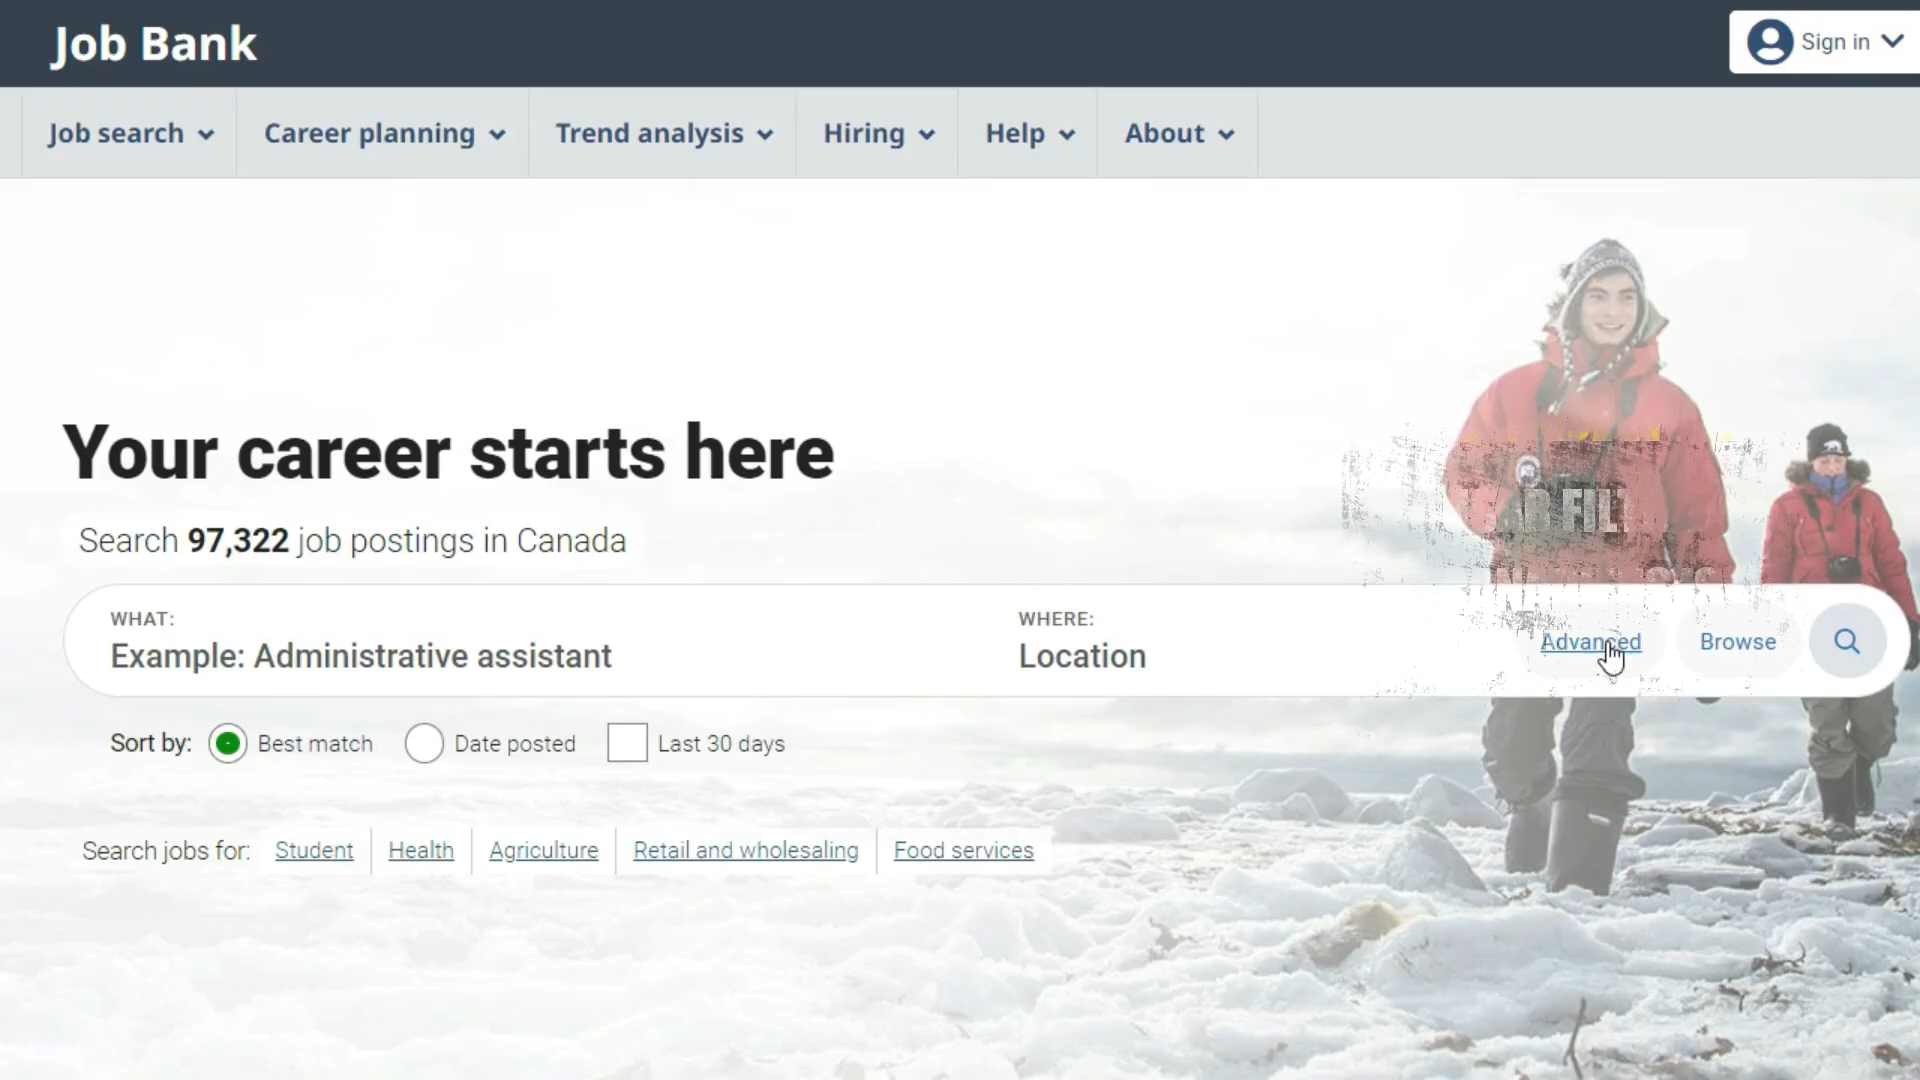 Job Bank
Sign in
Job search
Career planning
Trend analysis
Hiring
Help
About
Your career starts here
Search 97,322 job postings in Canada
WHAT:
Example: Administrative assistant
WHERE:
Location
Advanced
Browse
Sort by:
Best match
Date posted
Last 30 days
Search jobs for:
Student
Health
Agriculture
Retail and wholesaling
Food services